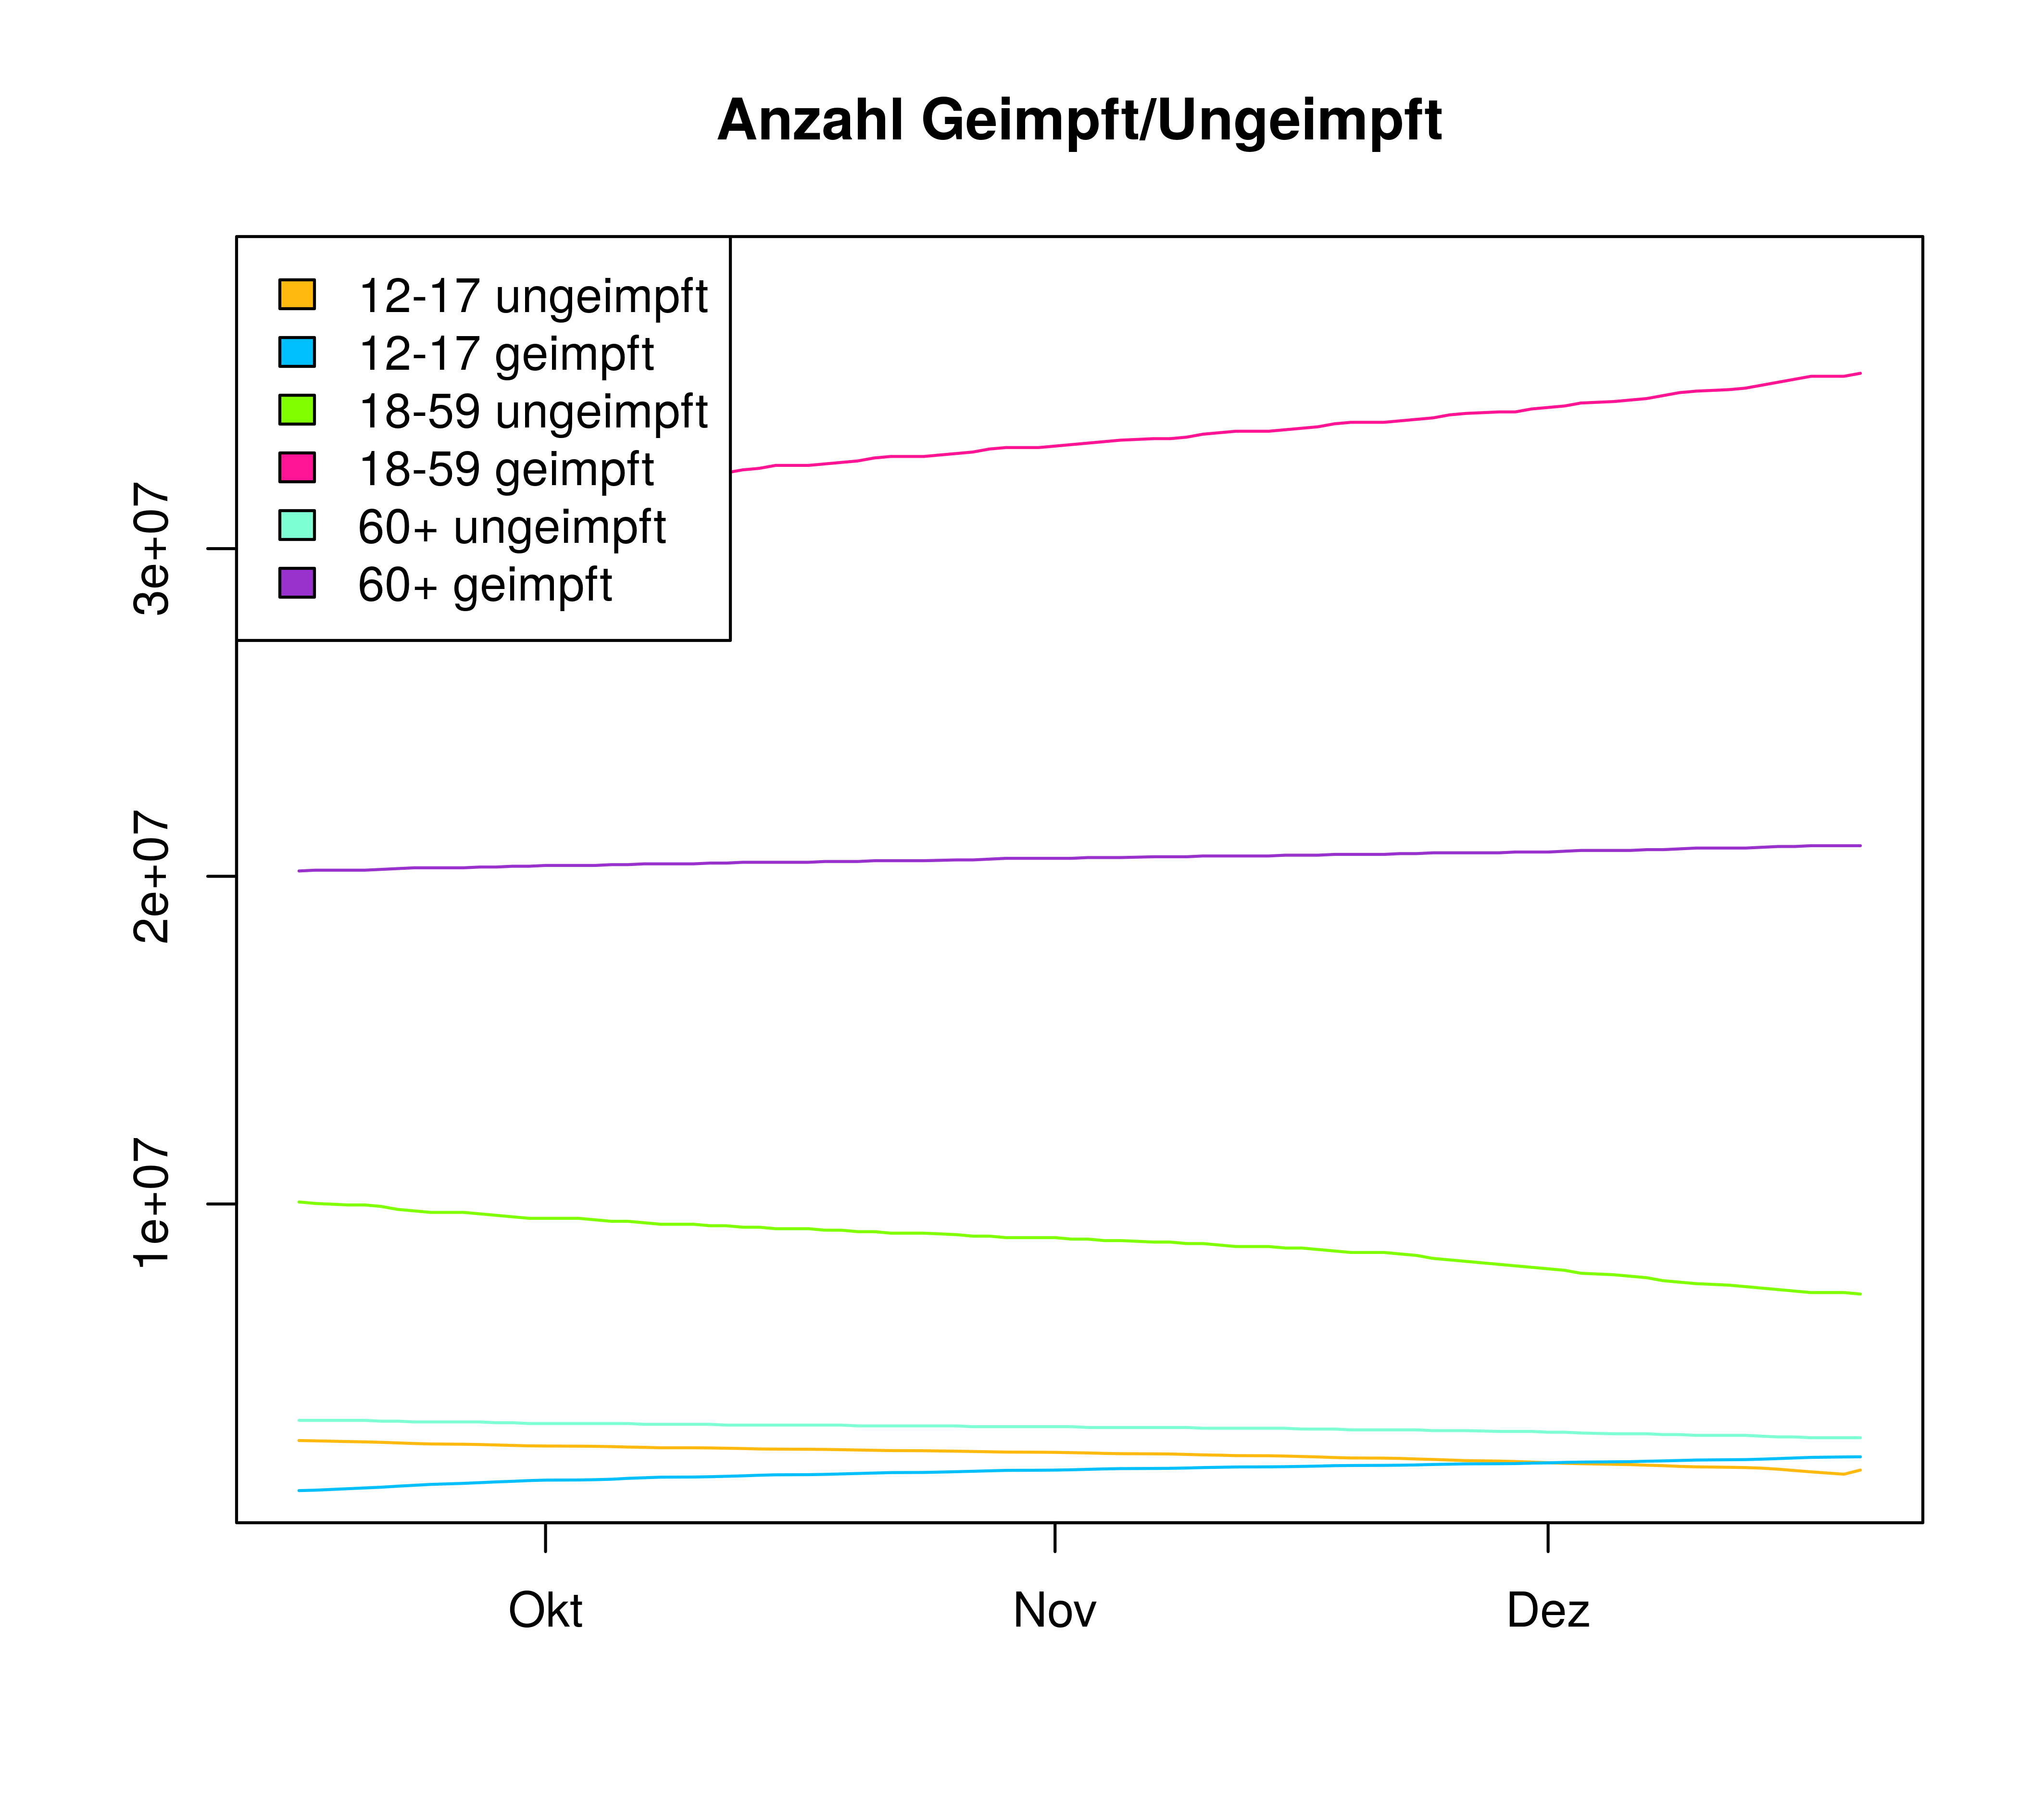 Anzahl Geimpft/Ungeimpft
12-17 ungeimpft
12-17 geimpft
18-59 ungeimpft
18-59 geimpft
60+ ungeimpft
60+ geimpft
3e+07
2e+07
1e+07
Okt
Nov
Dez